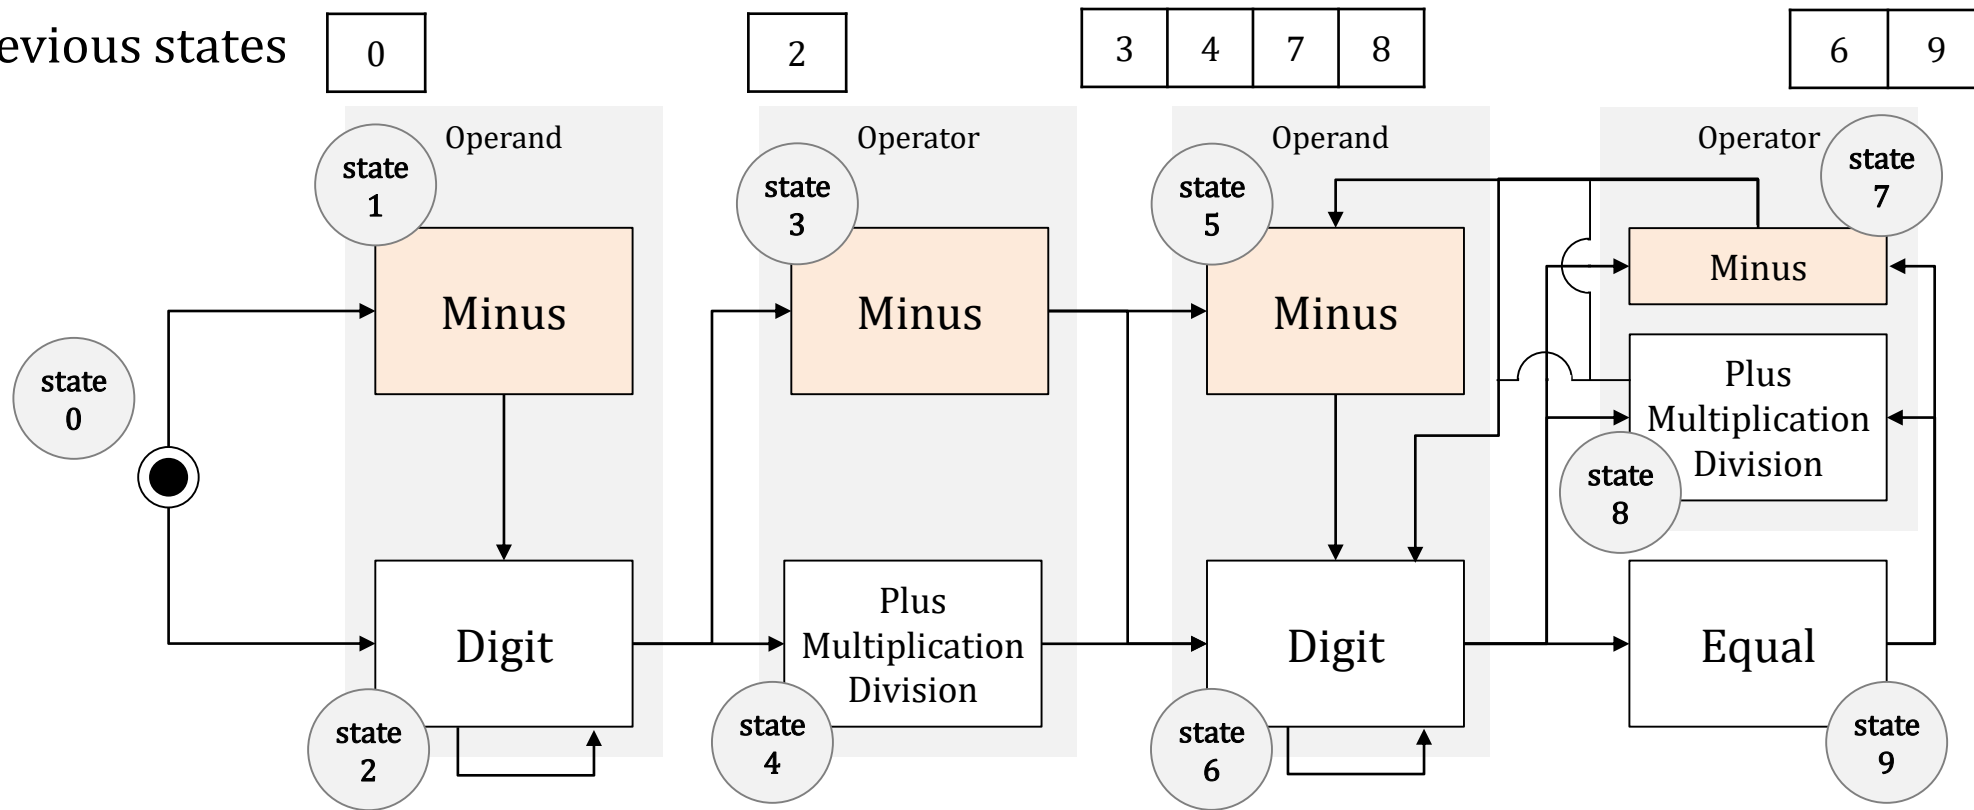 evious states
0
2
3 4 7 8
6 9
Operand
Operator
Operand
Operator
state
1
state
3
state
5
state
7
Minus
Minus
Minus
Minus
state
0
Plus
Multiplication
Division
state
8
Digit
Plus
Multiplication
Division
Digit
Equal
state
2
state
4
state
6
state
9